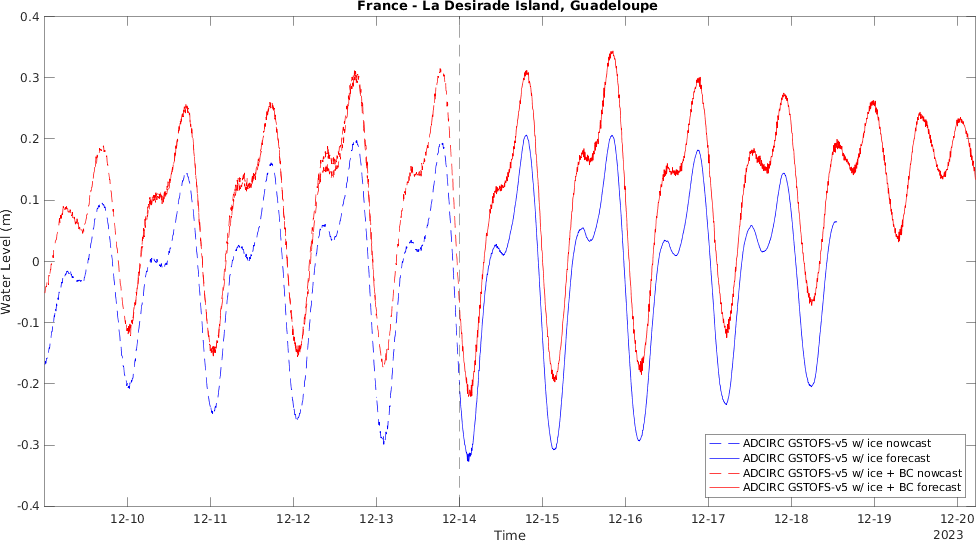 France - La Desirade Island, Guadeloupe
0.4
0.3
0.2
0.1
0
-0.1
-0.2
-0.3
-0.4
Water Level (m)
ADCIRC GSTOFS-v5 w/ ice nowcast
ADCIRC GSTOFS-v5 w/ ice forecast
ADCIRC GSTOFS-v5 w/ ice + BC nowcast
ADCIRC GSTOFS-v5 w/ ice + BC forecast
12-10 12-11 12-12 12-13 12-14 12-15 12-16 12-17 12-18 12-19 12-20
Time
2023